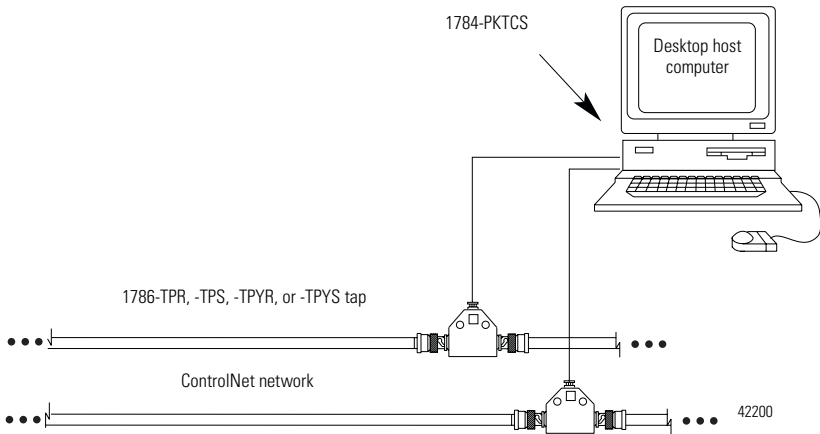 1784-PKTCS
Desktop host
computer
1786-TPR, -TPS, -TPYR, or -TPYS tap
ControlNet network
42200